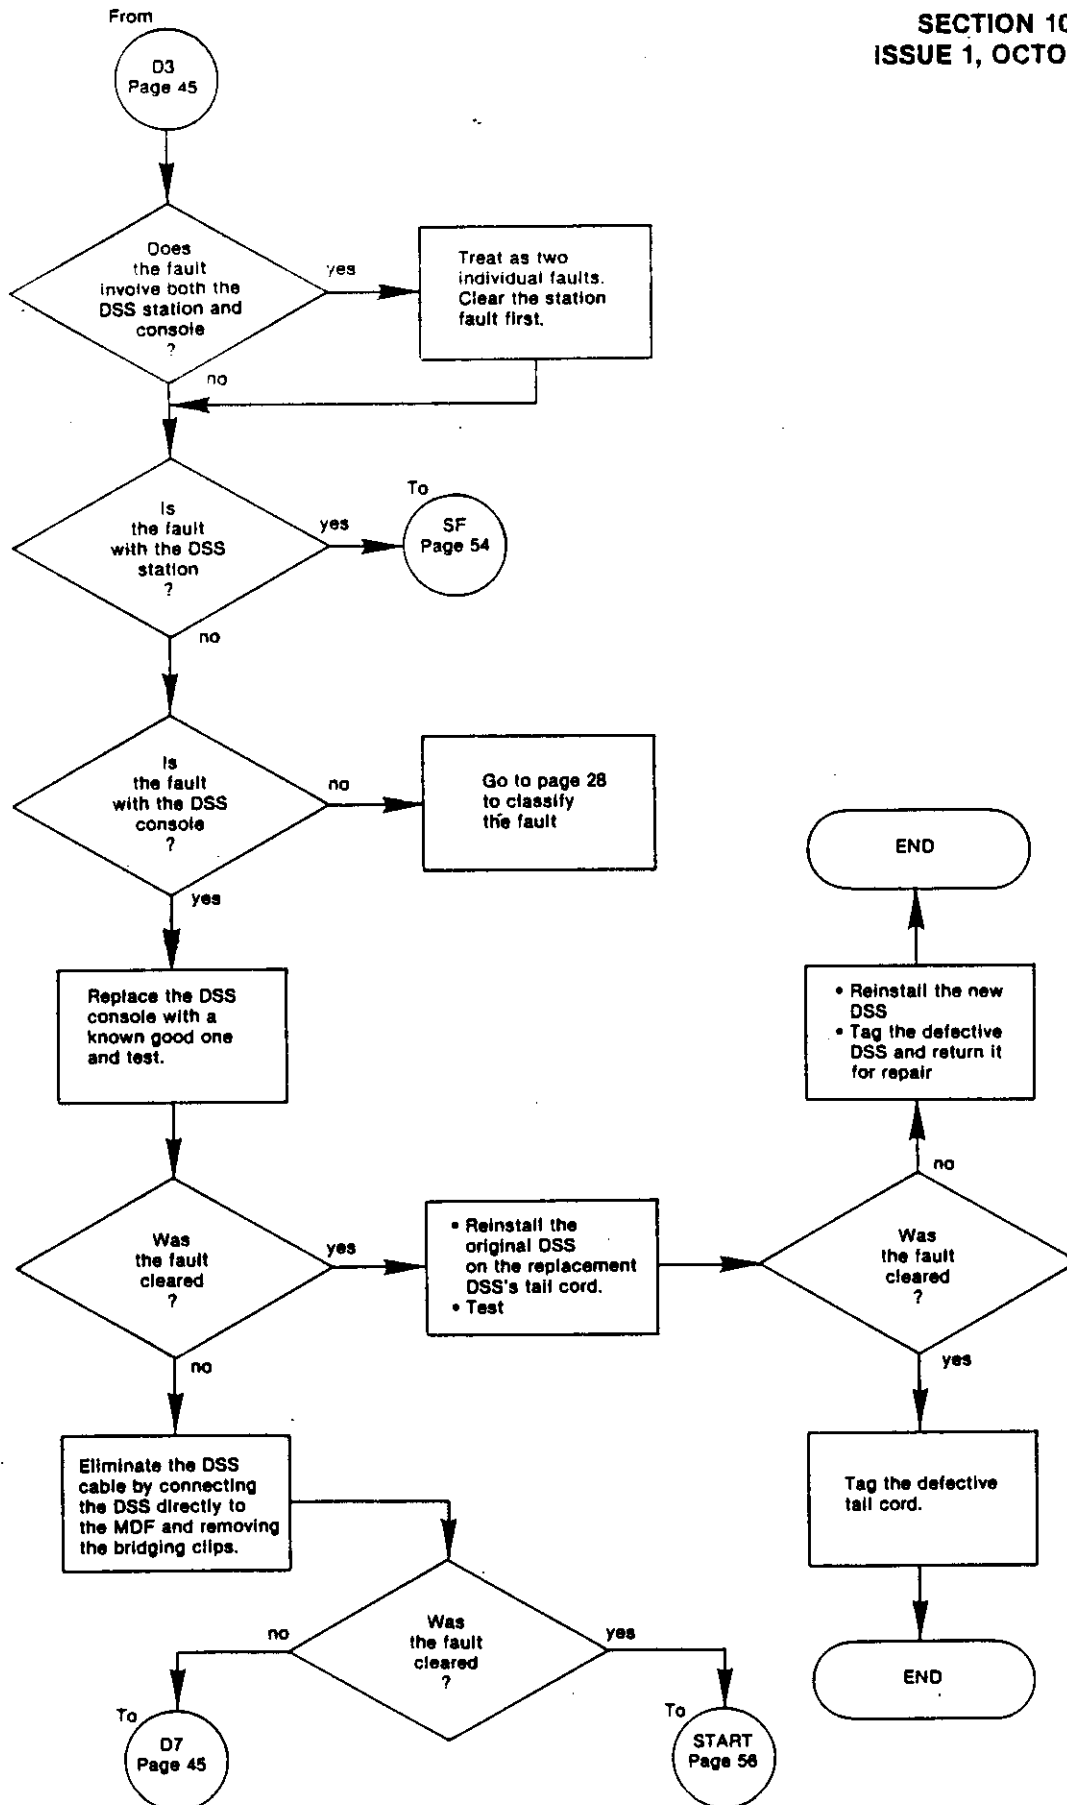 From
SECTION 10
ISSUE 1, OCTO
D3
Page 45
Does
the fault
involve both the
DSS station and
console
?
yes
Treat as two
individual faults.
Clear the station
fault first.
no
Is
the fault
with the DSS
station
?
yes
To
SF
Page 54
no
Is
the fault
with the DSS
console
?
no
Go to page 28
to classify
the fault
yes
END
Replace the DSS
console with a
known good one
and test.
• Reinstall the new
DSS
• Tag the defective
DSS and return it
for repair
no
Was
the fault
cleared
?
yes
• Reinstall the
original DSS
on the replacement
DSS's tail cord.
• Test
Was
the fault
cleared
?
no
yes
Eliminate the DSS
cable by connecting
the DSS directly to
the MDF and removing
the bridging clips.
Tag the defective
tail cord.
no
Was
the fault
cleared
?
yes
END
To
D7
Page 45
To
START
Page 56